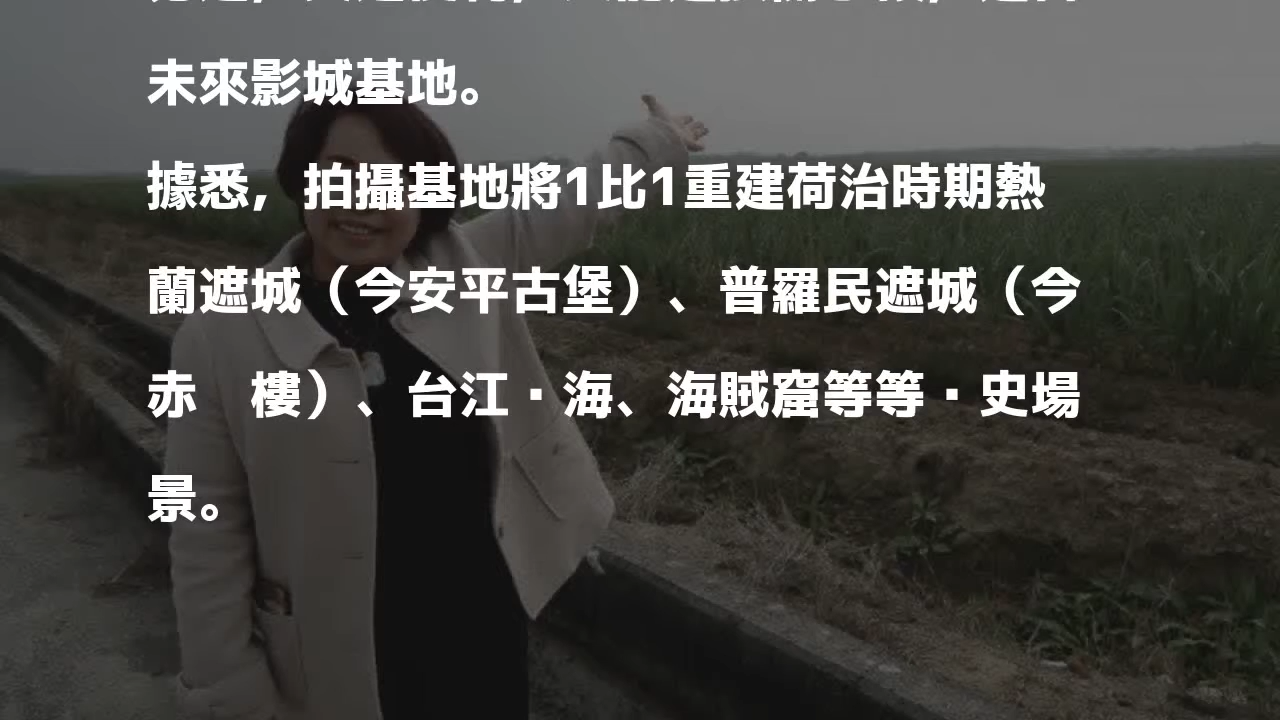 未來影城基地。
據悉，拍攝基地將1比1重建荷治時期熱
蘭遮城（今安平古堡）、普羅民遮城（今
赤　樓）、台江·海、海賊窟等等·史場
景。